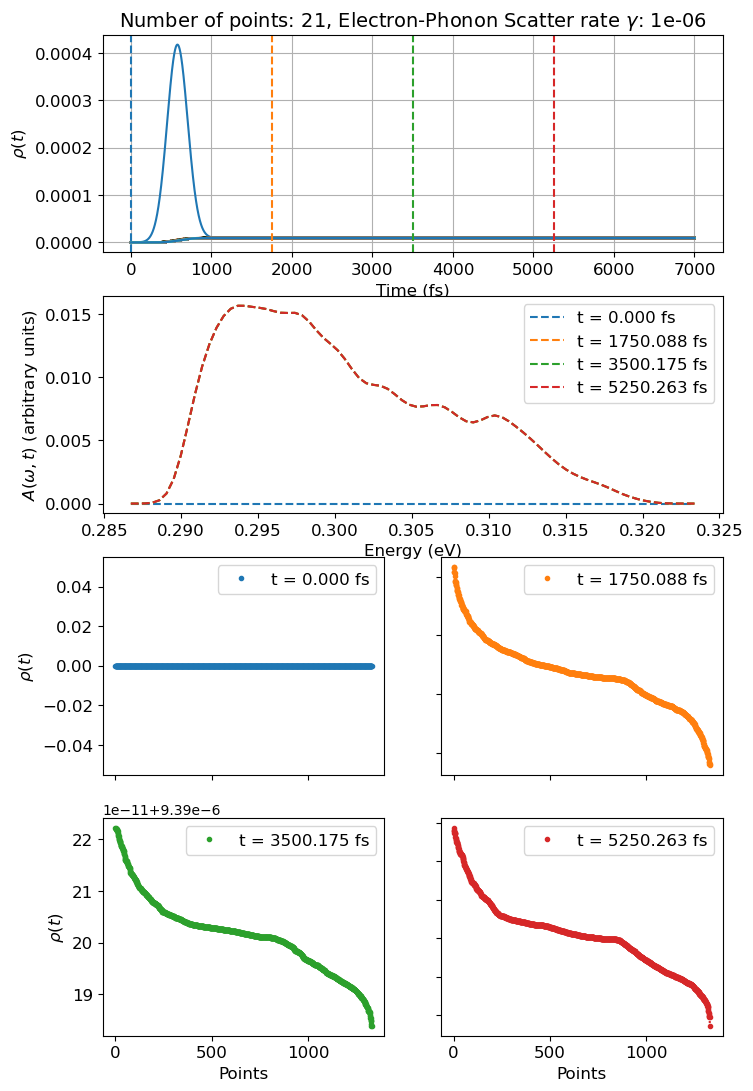 Number of points: 21, Electron-Phonon Scatter rate γ: 1e-06
0.0004
0.0003
0.0002
0.0001
0.0000
ρ(t)
0 1000 2000 3000 4000 5000 6000 7000
Time (fs)
0.015
0.010
0.005
0.000
A(ω, t) (arbitrary units)
t = 0.000 fs
t = 1750.088 fs
t = 3500.175 fs
t = 5250.263 fs
0.285 0.290 0.295 0.300 0.305 0.310 0.315 0.320 0.325
Energy (eV)
0.04
0.02
0.00
−0.02
−0.04
ρ(t)
t = 0.000 fs
t = 1750.088 fs
1e−11+9.39e−6
22
21
20
19
ρ(t)
t = 3500.175 fs
0 500 1000
Points
t = 5250.263 fs
0 500 1000
Points